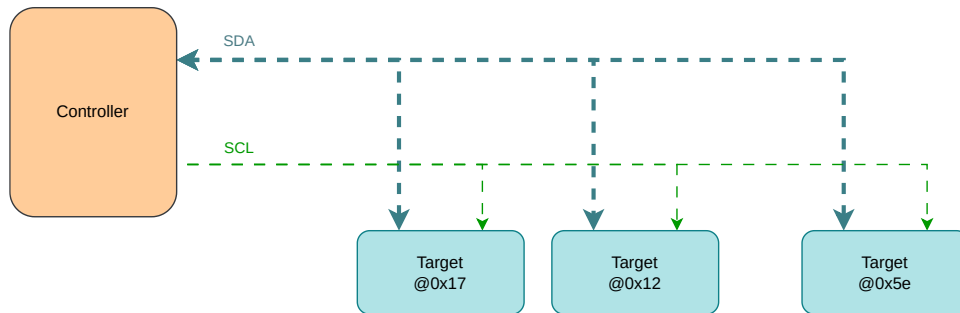 SDA
Controller
SCL
Target
@0x17
Target
@0x12
Target
@0x5e